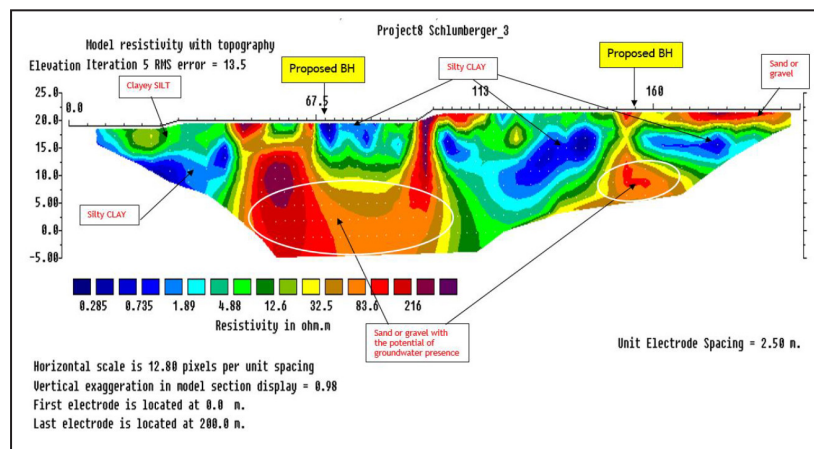 Project8 Schlumberger_3
Model resistivity with topography
Elevation Iteration 5 RMS error = 13.5
Proposed BH
Silty CLAY
Proposed BH
Sand or gravel
Clayey SILT
25.0
0.0
67.5
113
160
20.0
15.0
10.0
5.00
0.0
-5.00
Silty CLAY
0.285 0.735 1.89 4.88 12.6 32.5 83.6 216
Resistivity in ohm.m
Sand or gravel with
the potential of
groundwater presence
Unit Electrode Spacing = 2.50 m.
Horizontal scale is 12.80 pixels per unit spacing
Vertical exaggeration in model section display = 0.98
First electrode is located at 0.0 m.
Last electrode is located at 200.0 m.